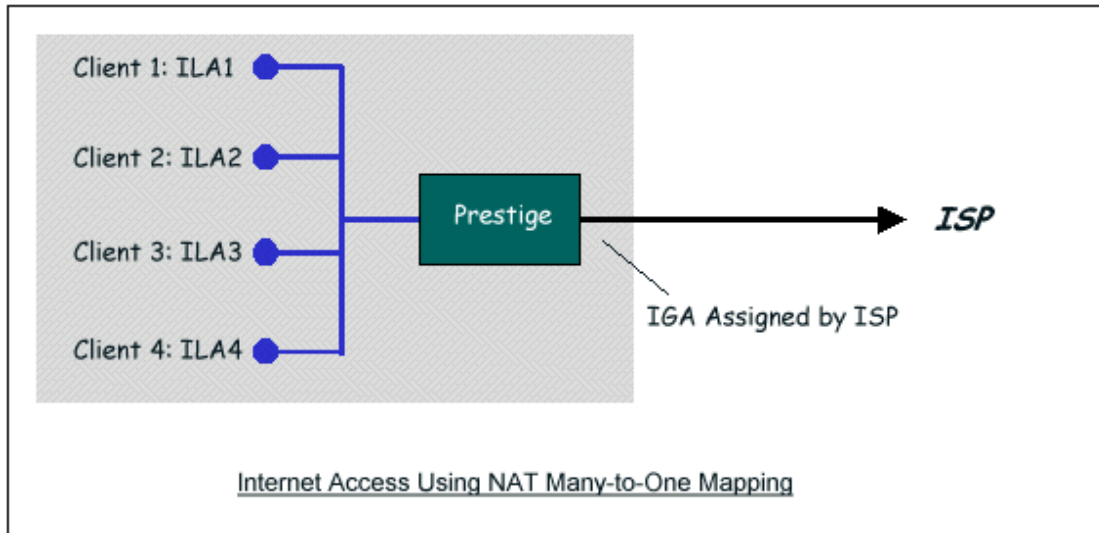 Client 1: ILA1
Client 2: ILA2
Client 3: ILA3
Client 4: ILA4
Prestige
ISP
IGA Assigned by ISP
Internet Access Using NAT Many-to-One Mapping